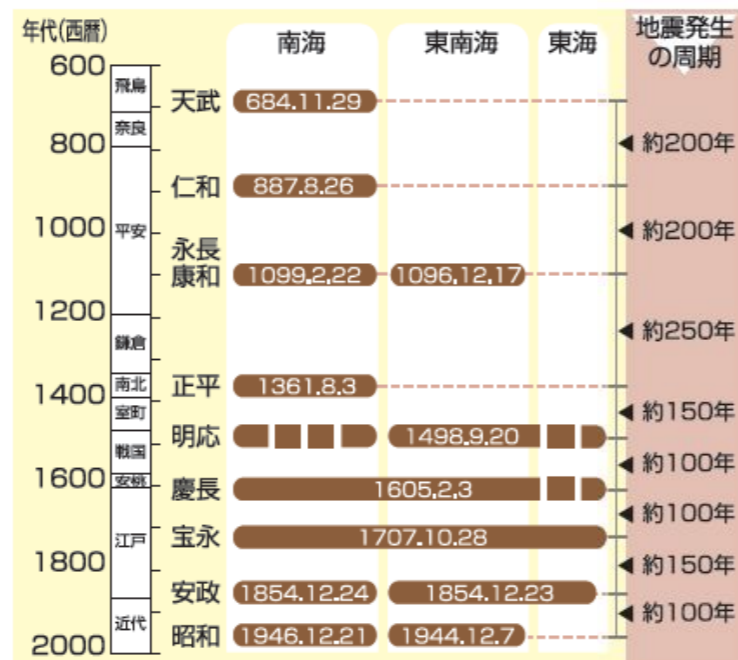 年代(西暦)
南海
東南海
東海
地震発生
の周期
600
飛鳥
天武
684.11.29
奈良
800
約200年
仁和
887.8.26
平安
1000
約200年
永長
康和
1099.2.22
1096.12.17
1200
鎌倉
約250年
南北
正平
1361.8.3
1400
室町
約150年
明応
1498.9.20
戦国
約100年
1600
安桃
慶長
1605.2.3
約100年
江戸
宝永
1707.10.28
1800
約150年
安政
1854.12.24
1854.12.23
近代
約100年
昭和
1946.12.21
1944.12.7
2000